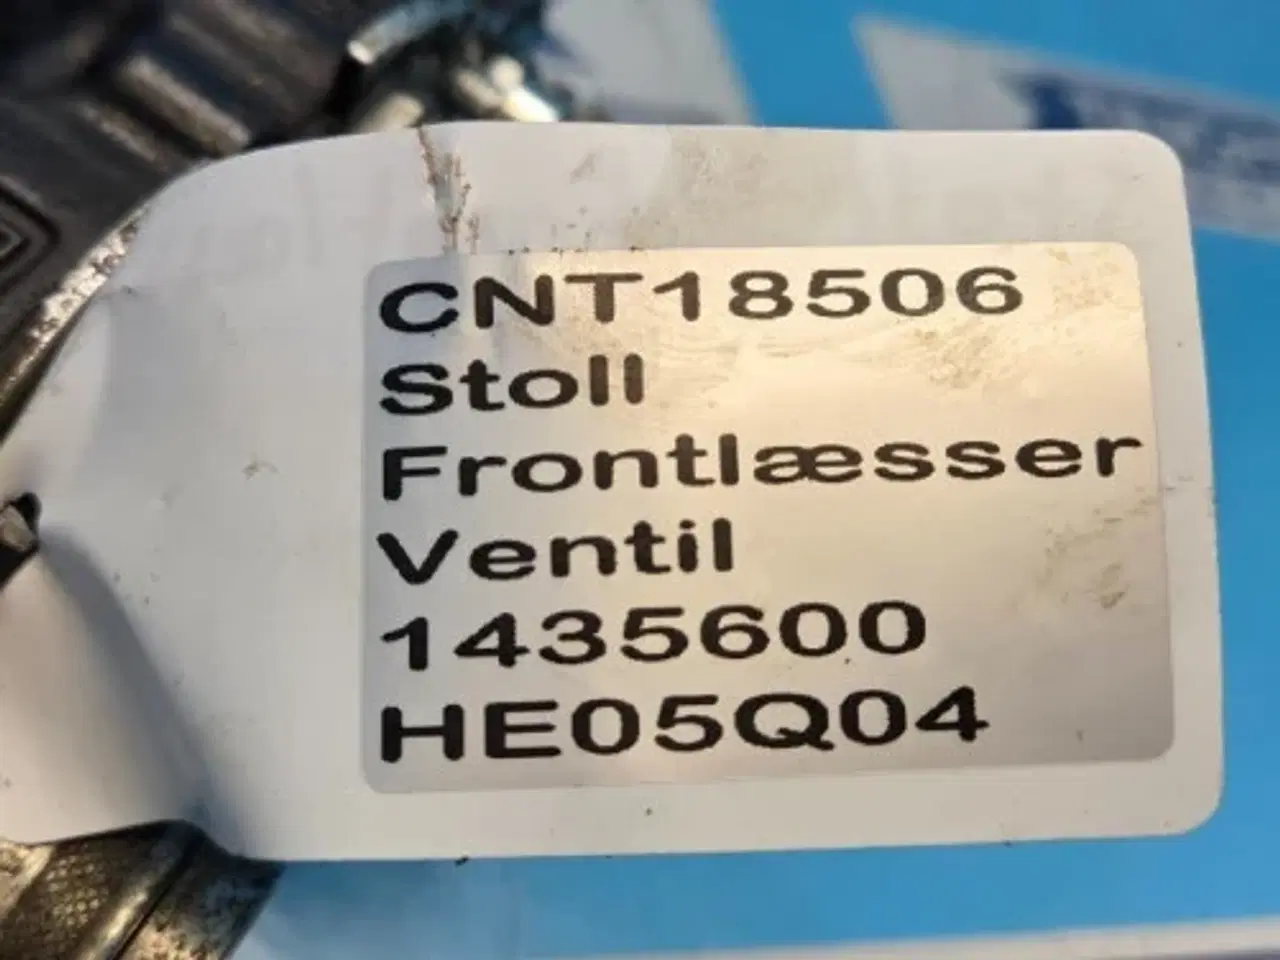 CNT18506
Stoll
Frontlæsser
Ventil
1435600
HE05Q04